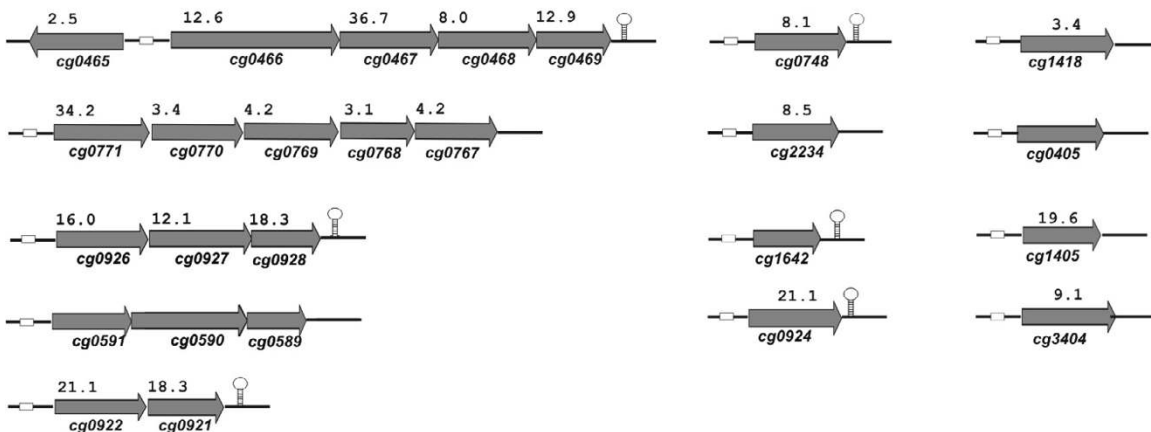 2.5 12.6 36.7 8.0 12.9
cg0465 cg0466 cg0467 cg0468 cg0469
8.1
cg0748
3.4
cg1418
34.2 3.4 4.2 3.1 4.2
cg0771 cg0770 cg0769 cg0768 cg0767
8.5
cg2234
cg0405
16.0 12.1 18.3
cg0926 cg0927 cg0928
cg1642
19.6
cg1405
cg0591 cg0590 cg0589
21.1
cg0924
9.1
cg3404
21.1 18.3
cg0922 cg0921